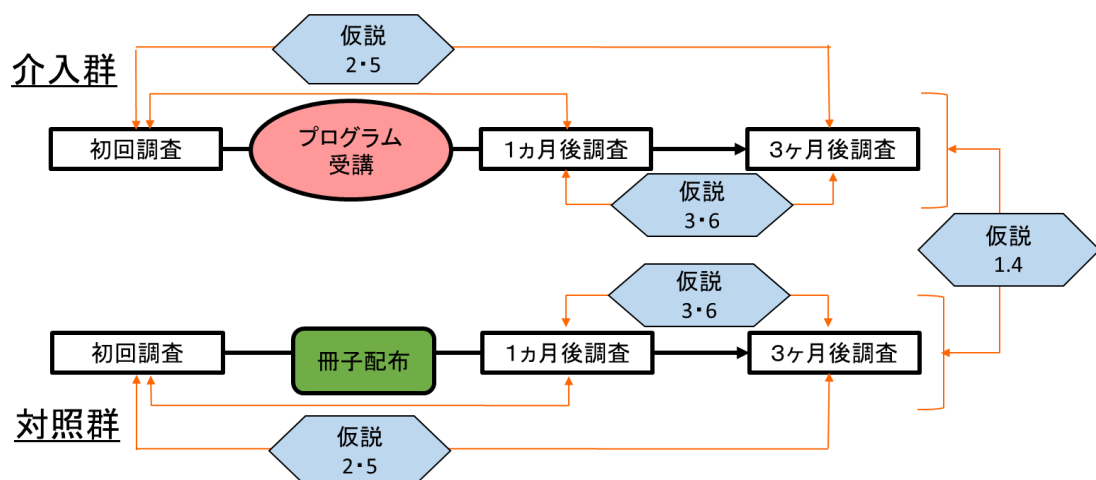 仮説
2・5
介入群
初回調査
プログラム
受講
1ヵ月後調査
3ヶ月後調査
仮説
3・6
仮説
1.4
仮説
3・6
初回調査
冊子配布
1ヵ月後調査
3ヶ月後調査
対照群
仮説
2・5